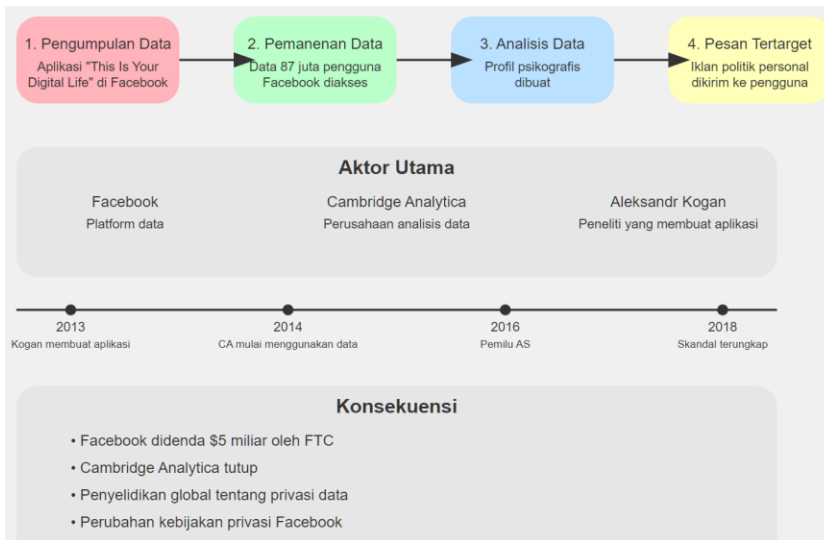 1. Pengumpulan Data
Aplikasi "This Is Your
Digital Life" di Facebook
2. Pemanenan Data
Data 87 juta pengguna
Facebook diakses
3. Analisis Data
Profil psikografis
dibuat
4. Pesan Tertarget
Iklan politik personal
dikirim ke pengguna
Aktor Utama
Facebook
Platform data
Cambridge Analytica
Perusahaan analisis data
Aleksandr Kogan
Peneliti yang membuat aplikasi
2013
Kogan membuat aplikasi
2014
CA mulai menggunakan data
2016
Pemilu AS
2018
Skandal terungkap
Konsekuensi
• Facebook didenda $5 miliar oleh FTC
• Cambridge Analytica tutup
• Penyelidikan global tentang privasi data
• Perubahan kebijakan privasi Facebook